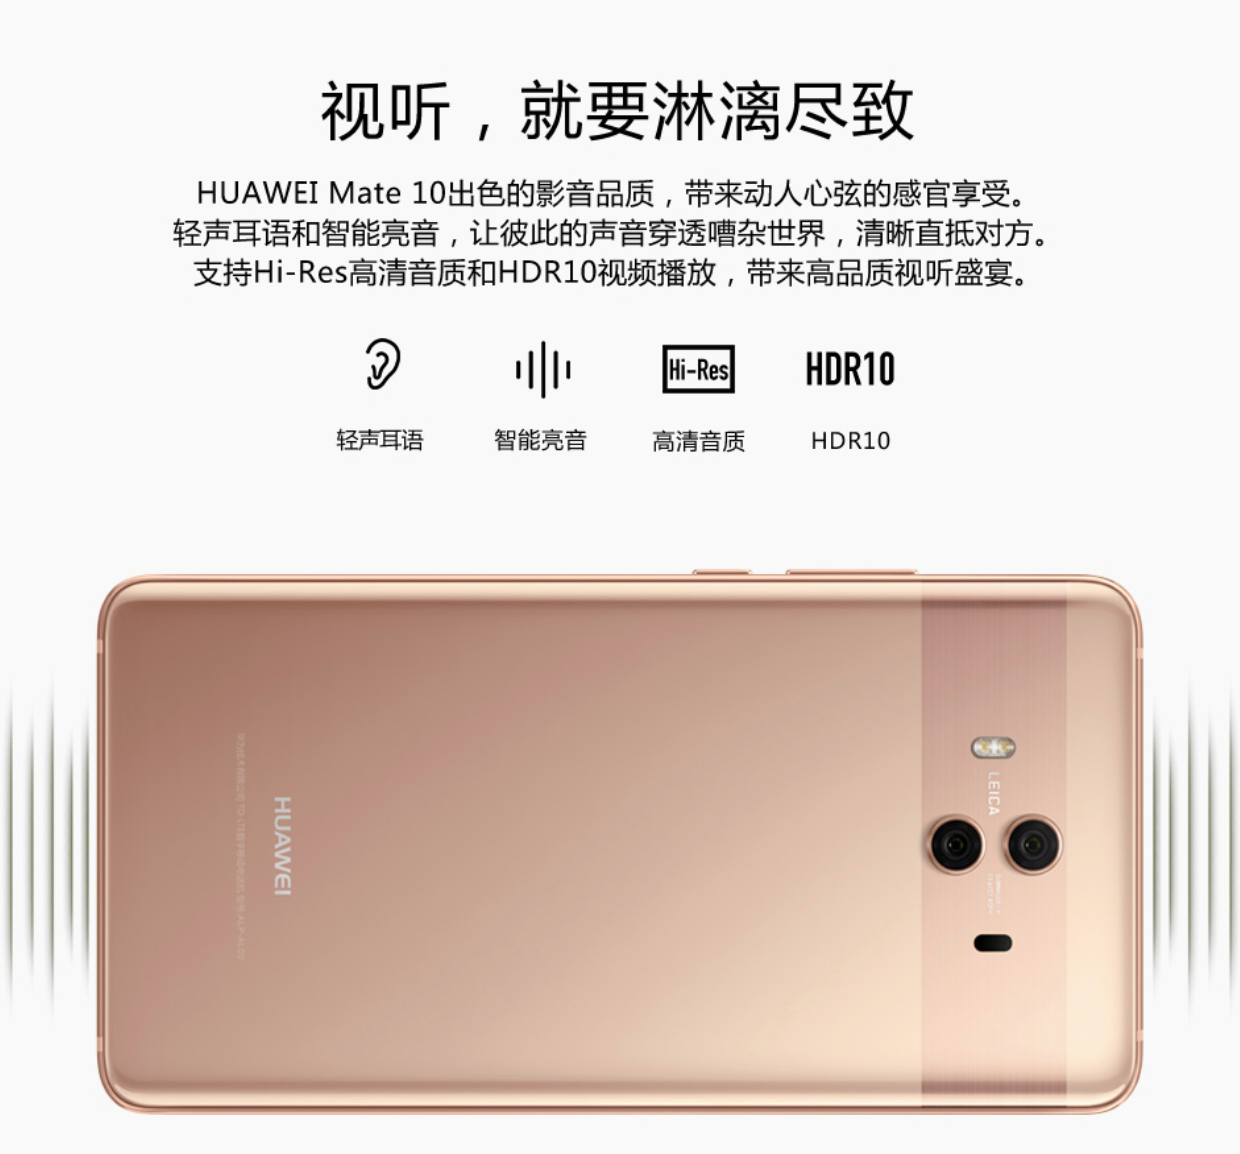 视听，就要淋漓尽致
HUAWEI Mate 10出色的影音品质，带来动人心弦的感官享受。
轻声耳语和智能亮音，让彼此的声音穿透嘈杂世界，清晰直抵对方。
支持Hi-Res高清音质和HDR10视频播放，带来高品质视听盛宴。
Hi-Res
HDR10
轻声耳语
智能亮音
高清音质
HDR10
HUAWEI
LEICA